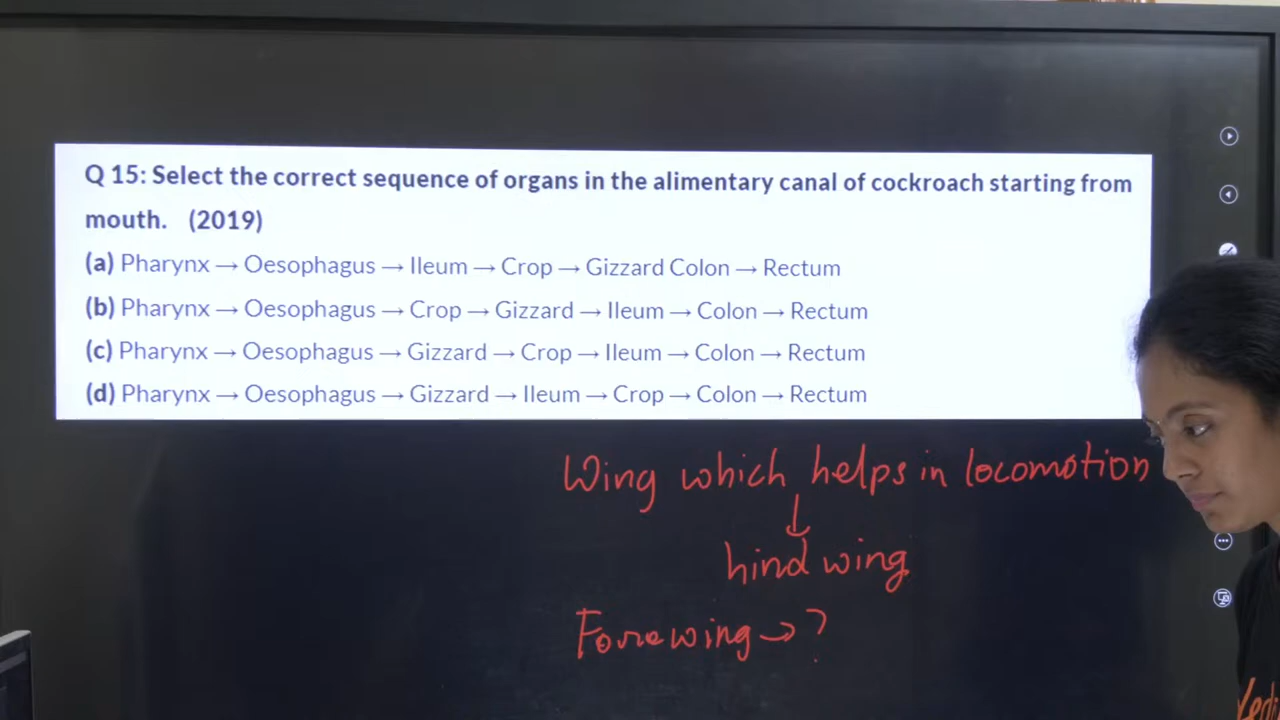 Q 15: Select the correct sequence of organs in the alimentary canal of cockroach starting from
mouth. (2019)
(a) Pharynx → Oesophagus → Ileum → Crop → Gizzard Colon → Rectum
(b) Pharynx → Oesophagus → Crop → Gizzard → Ileum → Colon → Rectum
(c) Pharynx → Oesophagus → Gizzard → Crop → Ileum → Colon → Rectum
(d) Pharynx → Oesophagus → Gizzard → Ileum → Crop → Colon → Rectum
Wing which helps in locomotion
↓
hind wing
Forewing → ?